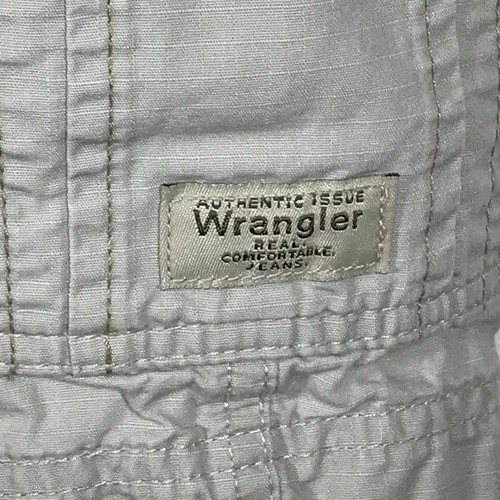 AUTHENTIC ISSUE
Wrangler
REAL.
COMFORTABLE.
JEANS.